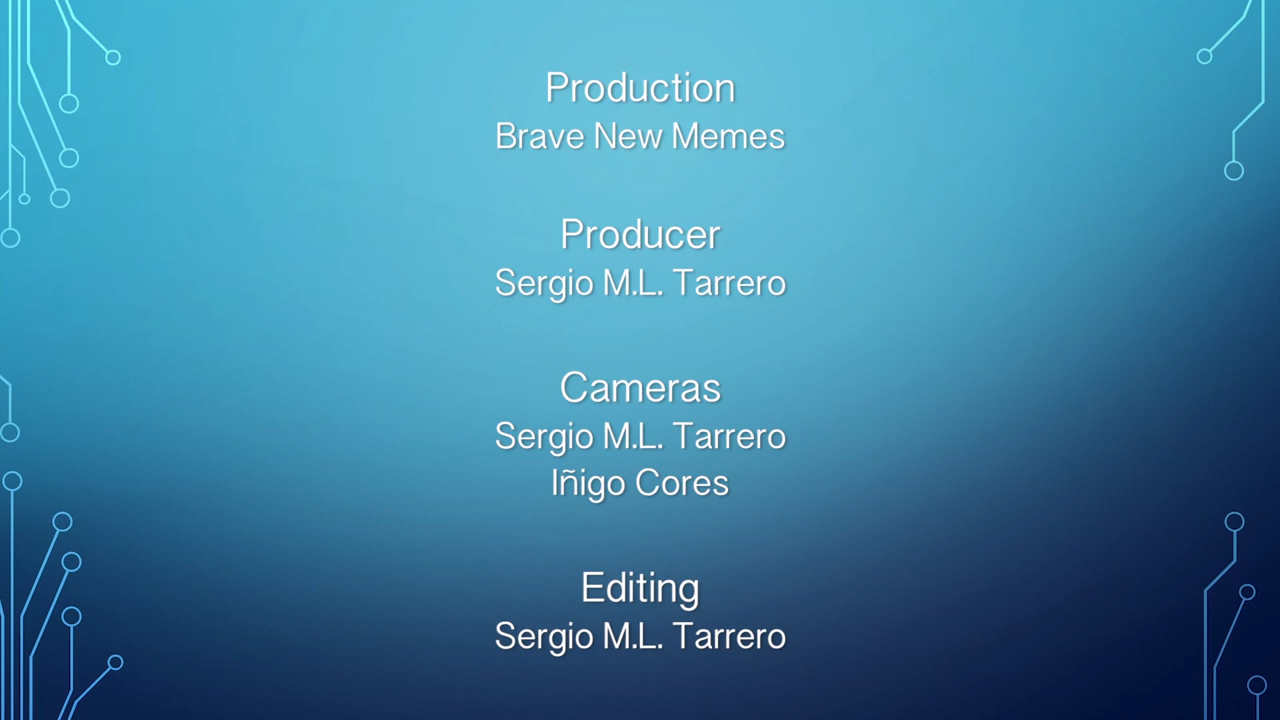 Production
Brave New Memes
Producer
Sergio M.L. Tarrero
Cameras
Sergio M.L. Tarrero
Iñigo Cores
Editing
Sergio M.L. Tarrero